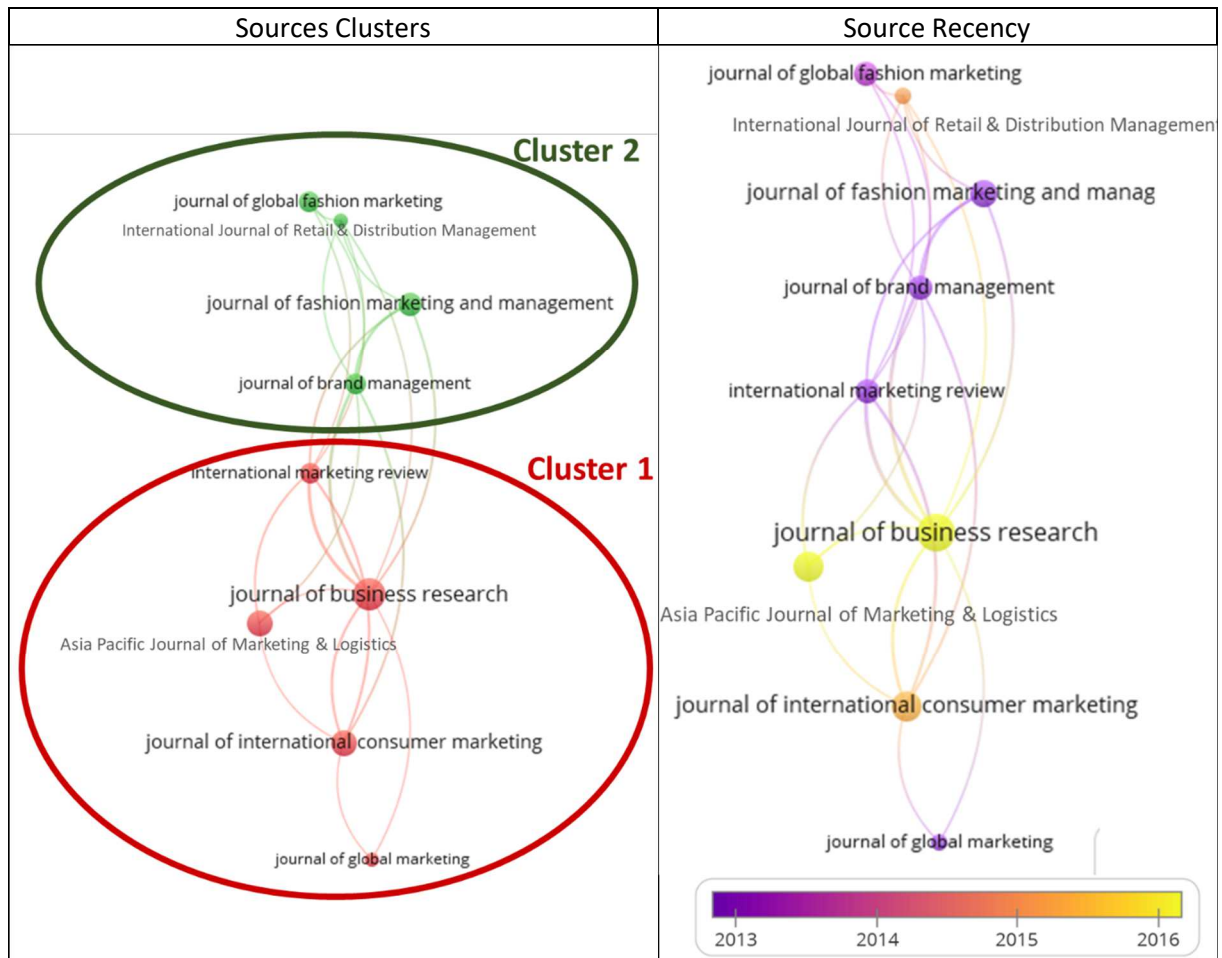 Sources Clusters
Source Recency
Cluster 2
journal of global fashion marketing
International Journal of Retail & Distribution Management
journal of fashion marketing and management
journal of brand management
Cluster 1
international marketing review
journal of business research
Asia Pacific Journal of Marketing & Logistics
journal of international consumer marketing
journal of global marketing
journal of global fashion marketing
International Journal of Retail & Distribution Management
journal of fashion marketing and manag
journal of brand management
international marketing review
journal of business research
Asia Pacific Journal of Marketing & Logistics
journal of international consumer marketing
journal of global marketing
2013 2014 2015 2016